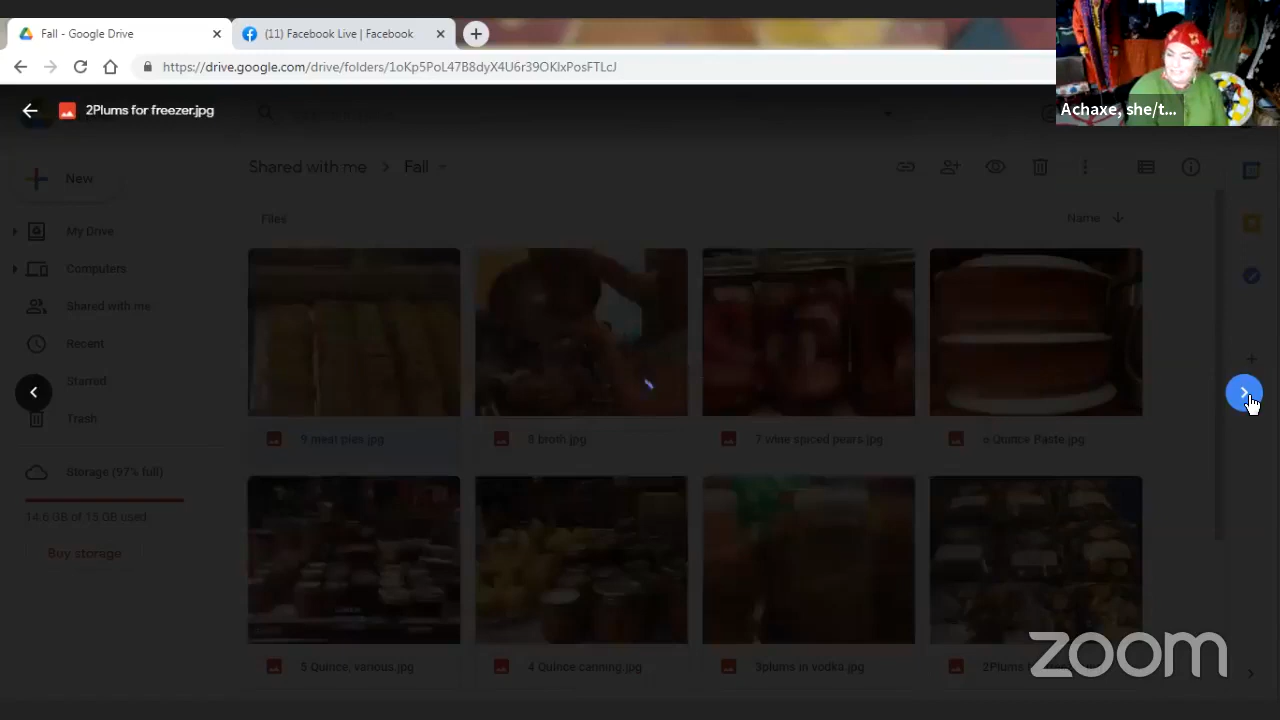 Fall - Google Drive
(11) Facebook Live | Facebook
https://drive.google.com/drive/folders/1oKp5PoL47B8dyX4U6r39OKlxPosFTLcJ
Achaxe, she/t...
2Plums for freezer.jpg
New
Shared with me > Fall
My Drive
Files
Name
Computers
Shared with me
Recent
Starred
Trash
9 meat pies.jpg
8 broth.jpg
7 wine spiced pears.jpg
Quince Paste.jpg
Storage (97% full)
14.6 GB of 15 GB used
Buy storage
5 Quince, various.jpg
4 Quince canning.jpg
3plums in vodka.jpg
2Plums
zoom